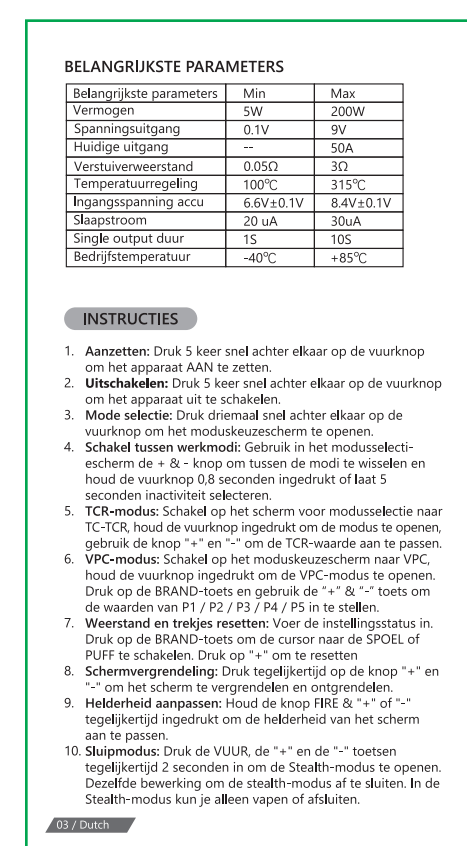 BELANGRIJKSTE PARAMETERS
Belangrijkste parameters Min Max
Vermogen 5W 200W
Spanningsuitgang 0.1V 9V
Huidige uitgang -- 50A
Verstuiverweerstand 0.05Ω 3Ω
Temperatuurregeling 100℃ 315℃
Ingangsspanning accu 6.6V±0.1V 8.4V±0.1V
Slaapstroom 20 uA 30uA
Single output duur 1S 10S
Bedrijfstemperatuur -40℃ +85℃
INSTRUCTIES
1. Aanzetten: Druk 5 keer snel achter elkaar op de vuurknop
om het apparaat AAN te zetten.
2. Uitschakelen: Druk 5 keer snel achter elkaar op de vuurknop
om het apparaat uit te schakelen.
3. Mode selectie: Druk driemaal snel achter elkaar op de
vuurknop om het moduskeuzescherm te openen.
4. Schakel tussen werkmodi: Gebruik in het modusselecti-
escherm de + & - knop om tussen de modi te wisselen en
houd de vuurknop 0,8 seconden ingedrukt of laat 5
seconden inactiviteit selecteren.
5. TCR-modus: Schakel op het scherm voor modusselectie naar
TC-TCR, houd de vuurknop ingedrukt om de modus te openen,
gebruik de knop "+" en "-" om de TCR-waarde aan te passen.
6. VPC-modus: Schakel op het moduskeuzescherm naar VPC,
houd de vuurknop ingedrukt om de VPC-modus te openen.
Druk op de BRAND-toets en gebruik de "+" & "-" toets om
de waarden van P1 / P2 / P3 / P4 / P5 in te stellen.
7. Weerstand en trekjes resetten: Voer de instellingsstatus in.
Druk op de BRAND-toets om de cursor naar de SPOEL of
PUFF te schakelen. Druk op "+" om te resetten
8. Schermvergrendeling: Druk tegelijkertijd op de knop "+" en
"-" om het scherm te vergrendelen en ontgrendelen.
9. Helderheid aanpassen: Houd de knop FIRE & "+" of "-"
tegelijkertijd ingedrukt om de helderheid van het scherm
aan te passen.
10. Sluipmodus: Druk de VUUR, de "+" en de "-" toetsen
tegelijkertijd 2 seconden in om de Stealth-modus te openen.
Dezelfde bewerking om de stealth-modus af te sluiten. In de
Stealth-modus kun je alleen vapen of afsluiten.
03 / Dutch